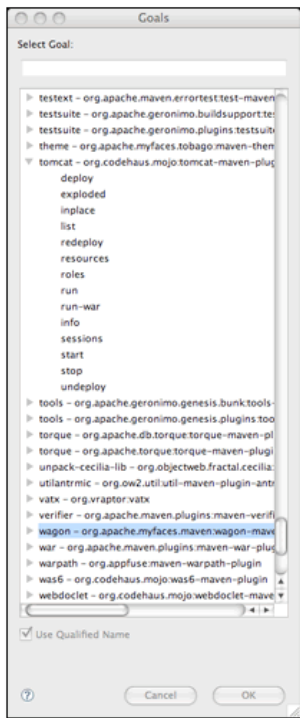 Goals
Select Goal:
testext - org.apache.maven.errortest:test-maven
testsuite - org.apache.geronimo.buildsupport:tes
testsuite - org.apache.geronimo.plugins:testsuit
theme - org.apache.myfaces.tobago:maven-them
tomcat - org.codehaus.mojo:tomcat-maven-plug
deploy
exploded
inplace
list
redeploy
resources
roles
run
run-war
info
sessions
start
stop
undeploy
tools - org.apache.geronimo.genesis.bunk:tools-
tools - org.apache.geronimo.genesis.plugins:too
torque - org.apache.db.torque:torque-maven-pl
torque - org.apache.torque:torque-maven-plugi
unpack-cecilia-lib - org.objectweb.fractal.cecilia:
utilantrmic - org.ow2.util:util-maven-plugin-antr
vatx - org.vraptor:vatx
verifier - org.apache.maven.plugins:maven-verifi
wagon - org.apache.myfaces.maven:wagon-mave
war - org.apache.maven.plugins:maven-war-plug
warpath - org.appfuse:maven-warpath-plugin
was6 - org.codehaus.mojo:was6-maven-plugin
webdoclet - org.codehaus.mojo:webdoclet-mave
Use Qualified Name
? Cancel OK